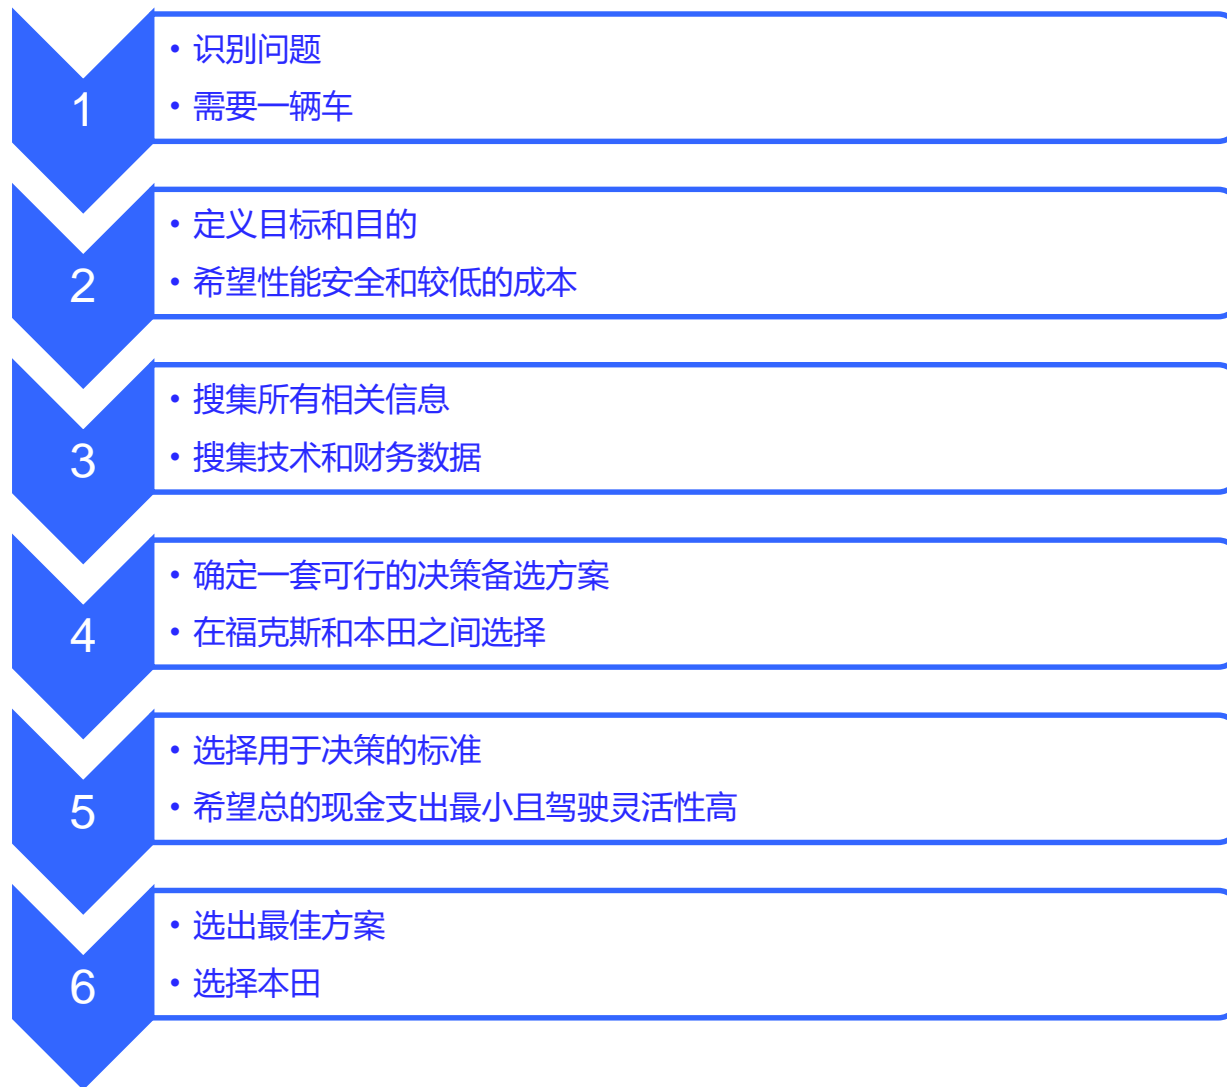 1
• 识别问题
• 需要一辆车
2
• 定义目标和目的
• 希望性能安全和较低的成本
3
• 搜集所有相关信息
• 搜集技术和财务数据
4
• 确定一套可行的决策备选方案
• 在福克斯和本田之间选择
5
• 选择用于决策的标准
• 希望总的现金支出最小且驾驶灵活性高
6
• 选出最佳方案
• 选择本田